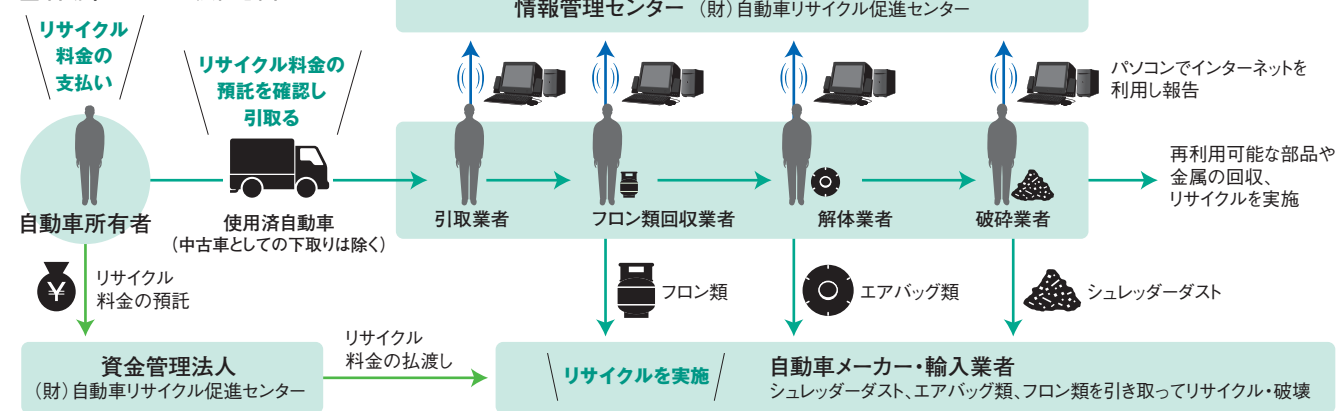 情報管理センター (財)自動車リサイクル促進センター
リサイクル
料金の
支払い
リサイクル料金の
預託を確認し
引取る
パソコンでインターネットを
利用し報告
自動車所有者
使用済自動車
(中古車としての下取りは除く)
引取業者
フロン類回収業者
解体業者
破砕業者
再利用可能な部品や
金属の回収、
リサイクルを実施
¥
リサイクル
料金の預託
フロン類
エアバッグ類
シュレッダーダスト
資金管理法人
(財)自動車リサイクル促進センター
リサイクル
料金の払渡し
リサイクルを実施
自動車メーカー・輸入業者
シュレッダーダスト、エアバッグ類、フロン類を引き取ってリサイクル・破壊